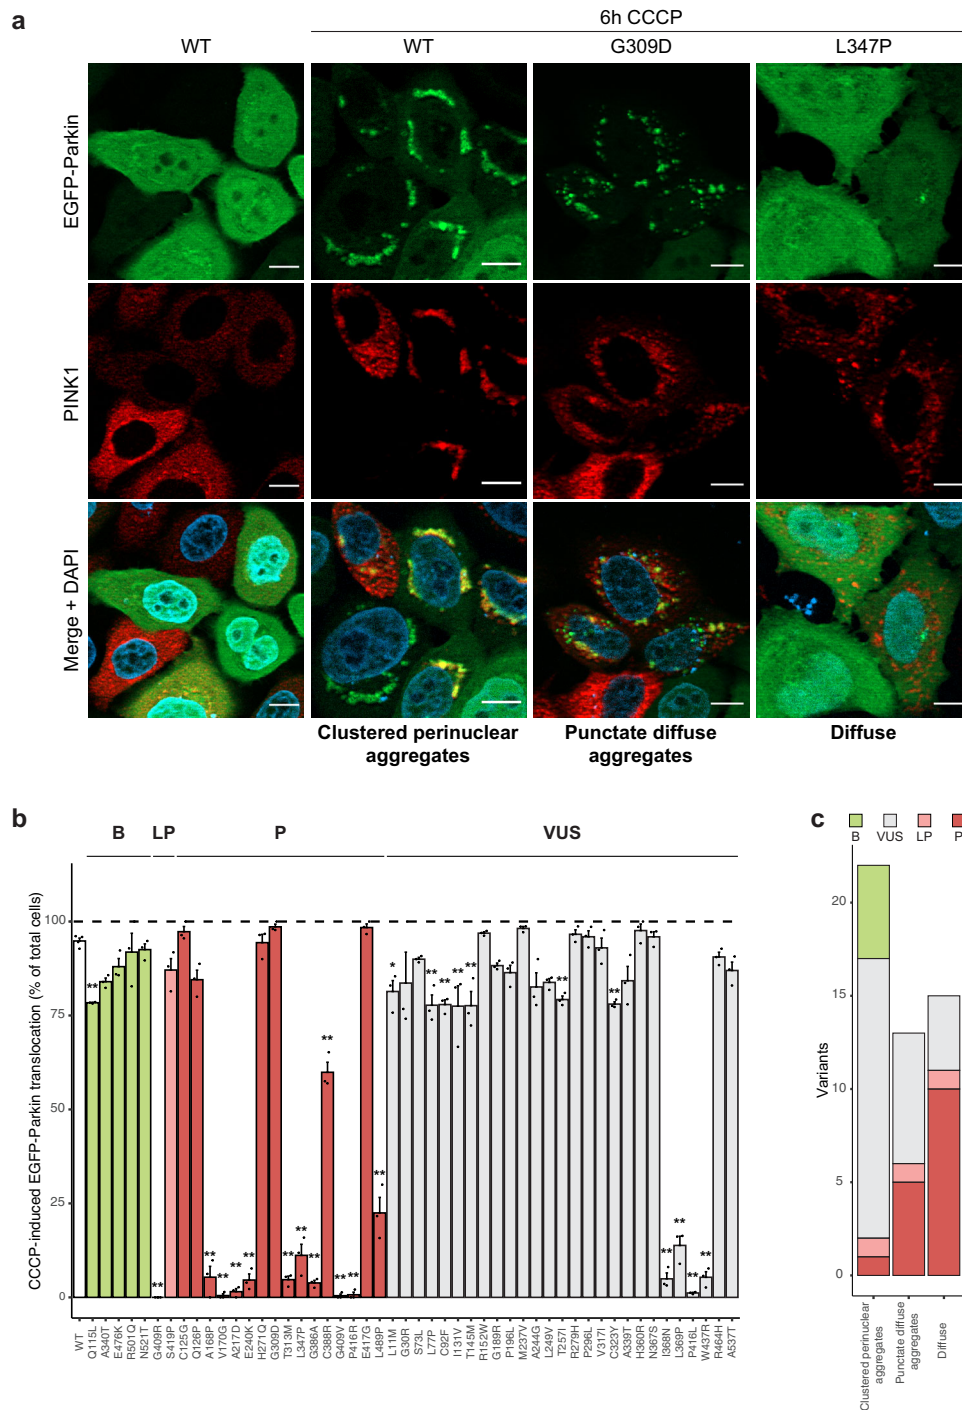 a
6h CCCP
WT
WT
G309D
L347P
EGFP-Parkin
PINK1
Merge + DAPI
Clustered perinuclear
aggregates
Punctate diffuse
aggregates
Diffuse
b
B
LP
P
VUS
CCCP-induced EGFP-Parkin translocation (% of total cells)
100
75
50
25
0
**
**
**
**
**
**
**
**
**
**
**
**
**
*
**
**
**
**
**
**
**
**
**
**
WT
Q115L
A340T
E476K
R501Q
N521T
G409R
S419P
C125G
Q126P
A168P
V170G
A217D
E240K
H271Q
G309D
T313M
L347P
G386A
C388R
G409V
P416R
E417G
L489P
L11M
G30R
S73L
L77P
C92F
I131V
T145M
R152W
G189R
P196L
M237V
A244G
L249V
T257I
R279H
P296L
V317I
C323Y
A339T
H360R
N367S
I368N
L369P
P416L
W437R
R464H
A537T
c
B
VUS
LP
P
Variants
20
15
10
5
0
Clustered perinuclear
aggregates
Punctate diffuse
aggregates
Diffuse